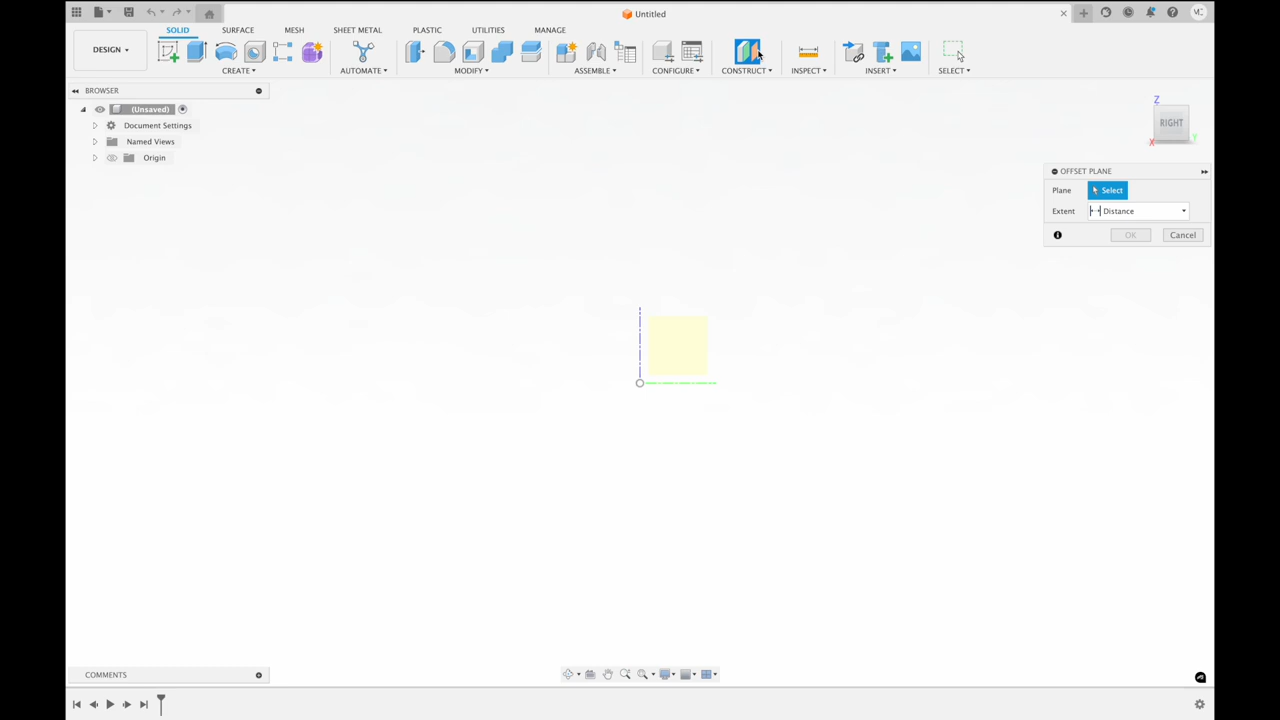 Untitled
MC
DESIGN
SOLID SURFACE MESH SHEET METAL PLASTIC UTILITIES MANAGE
CREATE AUTOMATE MODIFY ASSEMBLE CONFIGURE CONSTRUCT INSPECT INSERT SELECT
BROWSER
(Unsaved)
Document Settings
Named Views
Origin
Z
RIGHT
X Y
OFFSET PLANE
Plane Select
Extent Distance
OK Cancel
COMMENTS